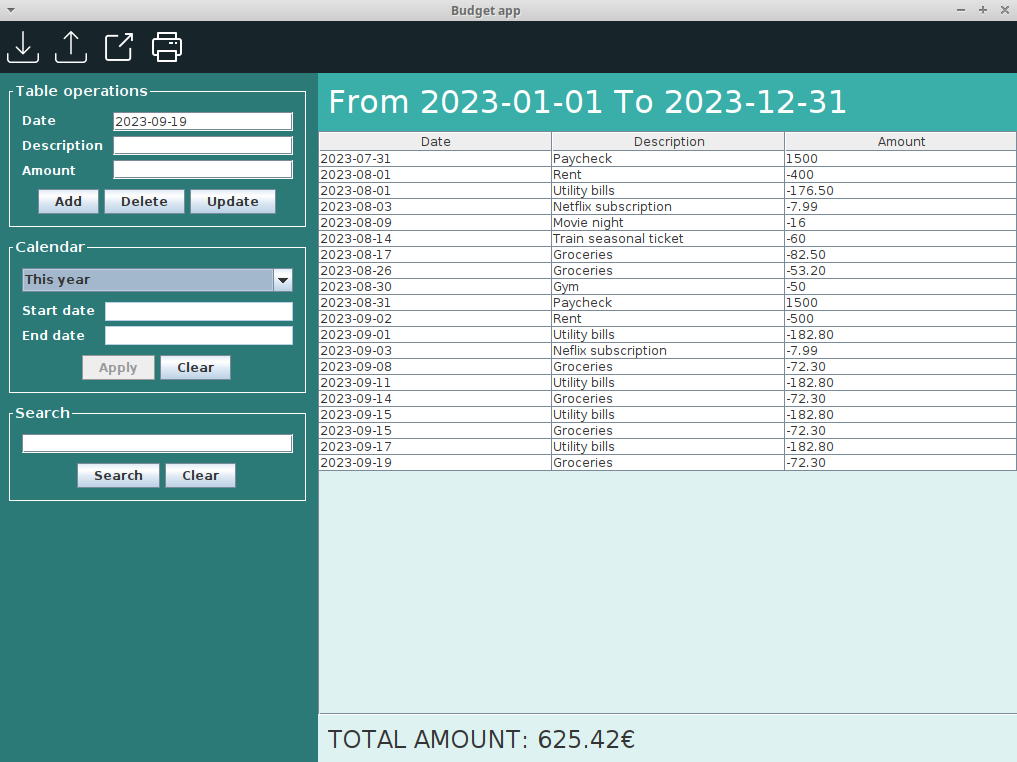 Budget app
Table operations
Date 2023-09-19
Description
Amount
Add Delete Update
Calendar
This year
Start date
End date
Apply Clear
Search
Search Clear
From 2023-01-01 To 2023-12-31
Date Description Amount
2023-07-31 Paycheck 1500
2023-08-01 Rent -400
2023-08-01 Utility bills -176.50
2023-08-03 Netflix subscription -7.99
2023-08-09 Movie night -16
2023-08-14 Train seasonal ticket -60
2023-08-17 Groceries -82.50
2023-08-26 Groceries -53.20
2023-08-30 Gym -50
2023-08-31 Paycheck 1500
2023-09-02 Rent -500
2023-09-01 Utility bills -182.80
2023-09-03 Neflix subscription -7.99
2023-09-08 Groceries -72.30
2023-09-11 Utility bills -182.80
2023-09-14 Groceries -72.30
2023-09-15 Utility bills -182.80
2023-09-15 Groceries -72.30
2023-09-17 Utility bills -182.80
2023-09-19 Groceries -72.30
TOTAL AMOUNT: 625.42€